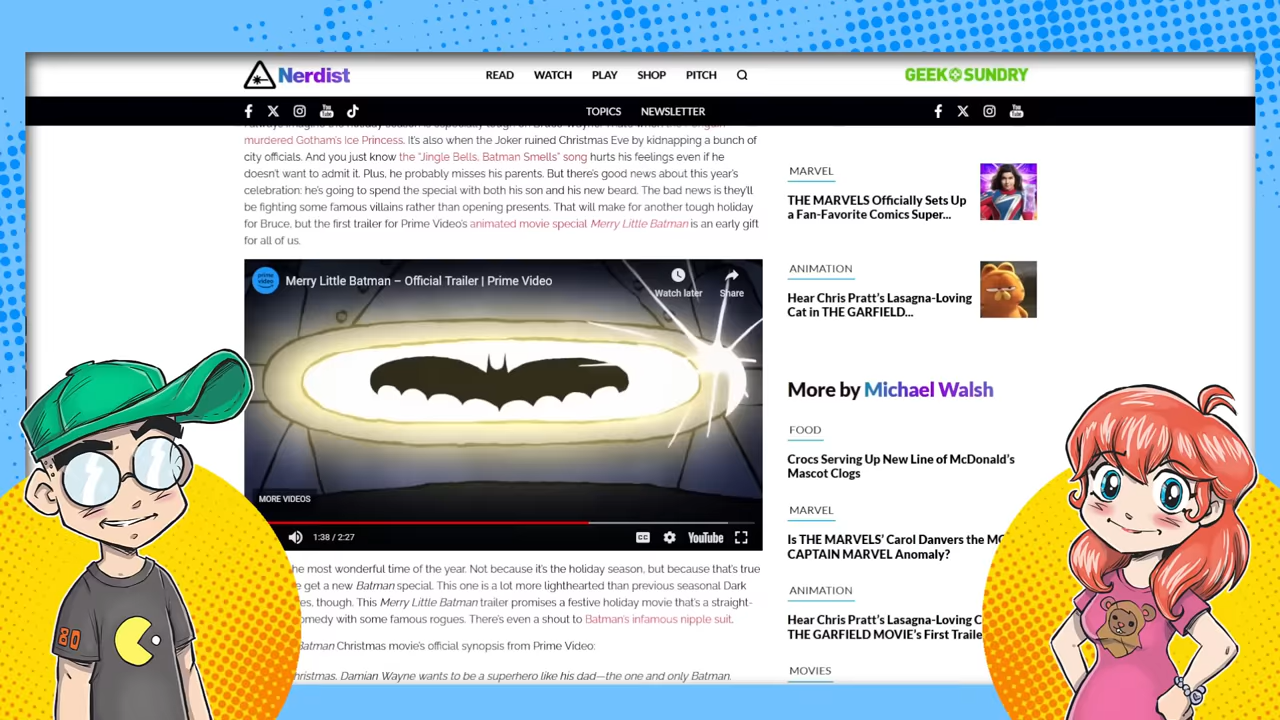 Nerdist
READ WATCH PLAY SHOP PITCH
GEEK SUNDRY
TOPICS NEWSLETTER
murdered Gotham's Ice Princess. It's also when the Joker ruined Christmas Eve by kidnapping a bunch of
city officials. And you just know the "Jingle Bells, Batman Smells" song hurts his feelings even if he
doesn't want to admit it. Plus, he probably misses his parents. But there's good news about this year's
celebration: he's going to spend the special with both his son and his new beard. The bad news is they'll
be fighting some famous villains rather than opening presents. That will make for another tough holiday
for Bruce, but the first trailer for Prime Video's animated movie special Merry Little Batman is an early gift
for all of us.
prime video
Merry Little Batman – Official Trailer | Prime Video
Watch later
Share
MORE VIDEOS
1:38 / 2:27
CC
YouTube
he most wonderful time of the year. Not because it's the holiday season, but because that's true
get a new Batman special. This one is a lot more lighthearted than previous seasonal Dark
es, though. This Merry Little Batman trailer promises a festive holiday movie that's a straight-
omedy with some famous rogues. There's even a shout to Batman's infamous nipple suit.
Batman Christmas movie's official synopsis from Prime Video:
hristmas, Damian Wayne wants to be a superhero like his dad—the one and only Batman.
MARVEL
THE MARVELS Officially Sets Up
a Fan-Favorite Comics Super...
ANIMATION
Hear Chris Pratt's Lasagna-Loving
Cat in THE GARFIELD...
More by Michael Walsh
FOOD
Crocs Serving Up New Line of McDonald's
Mascot Clogs
MARVEL
Is THE MARVELS' Carol Danvers the MC
CAPTAIN MARVEL Anomaly?
ANIMATION
Hear Chris Pratt's Lasagna-Loving C
THE GARFIELD MOVIE's First Traile
MOVIES
80